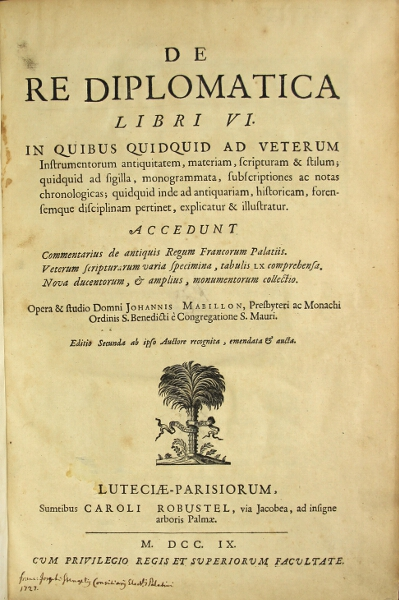 DE
RE DIPLOMATICA
LIBRI VI.
IN QUIBUS QUIDQUID AD VETERUM
Inſtrumentorum antiquitatem, materiam, ſcripturam & ſtilum;
quidquid ad ſigilla, monogrammata, ſubſcriptiones ac notas
chronologicas; quidquid inde ad antiquariam, hiſtoricam, foren-
ſemque diſciplinam pertinet, explicatur & illuſtratur.
ACCEDUNT
Commentarius de antiquis Regum Francorum Palatiis.
Veterum ſcripturarum varia ſpecimina, tabulis LX comprehenſa.
Nova ducentorum, & amplius, monumentorum collectio.
Opera & ſtudio Domni JOHANNIS MABILLON, Preſbyteri ac Monachi
Ordinis S. Benedicti è Congregatione S. Mauri.
Editio Secunda ab ipſo Auctore recognita, emendata & aucta.
LUTECIÆ-PARISIORUM,
Sumtibus CAROLI ROBUSTEL, via Jacobea, ad inſigne
arboris Palmæ.
M. DCC. IX.
CUM PRIVILEGIO REGIS ET SUPERIORUM FACULTATE.